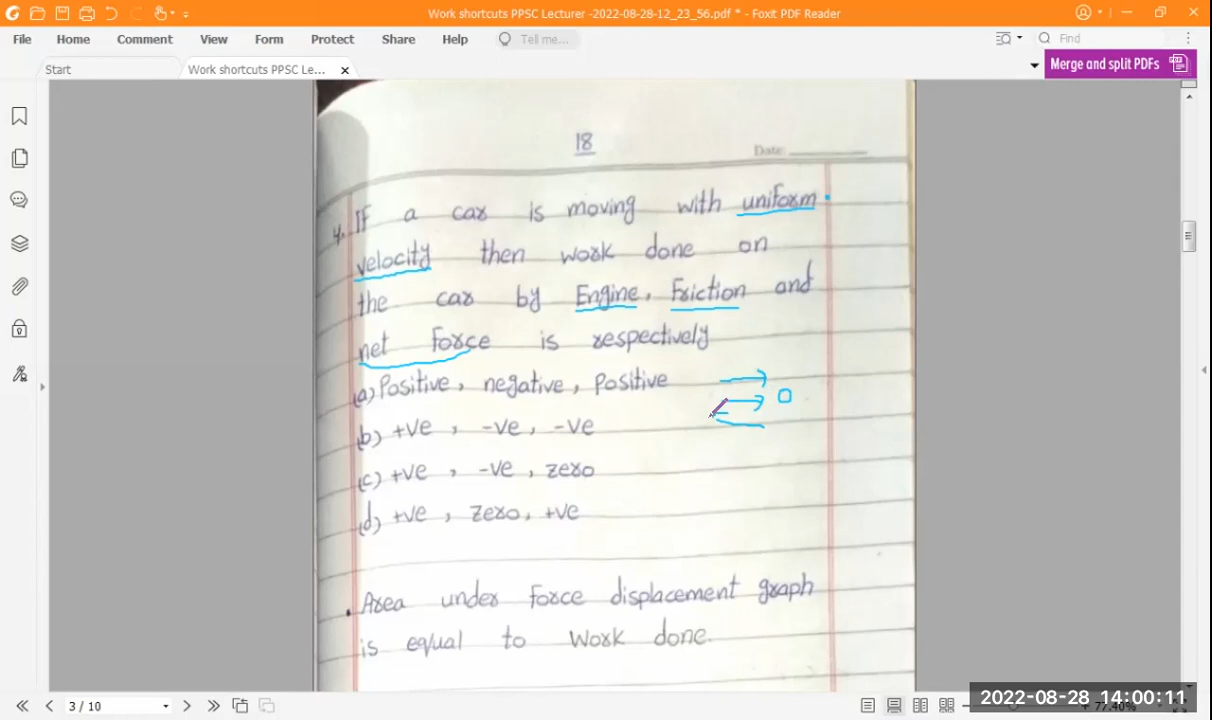 Work shortcuts PPSC Lecturer -2022-08-28-12_23_56.pdf * - Foxit PDF Reader
File Home Comment View Form Protect Share Help Tell me... Find
Start Work shortcuts PPSC Le... Merge and split PDFs
18
Date:
4. If a car is moving with uniform
velocity then work done on
the car by Engine, Friction and
net Force is respectively
(a) Positive, negative, Positive
(b) +ve, -ve, -ve
(c) +ve, -ve, zero
(d) +ve, zero, +ve
0
. Area under force displacement graph
is equal to Work done.
3 / 10
77.40%
2022-08-28 14:00:11